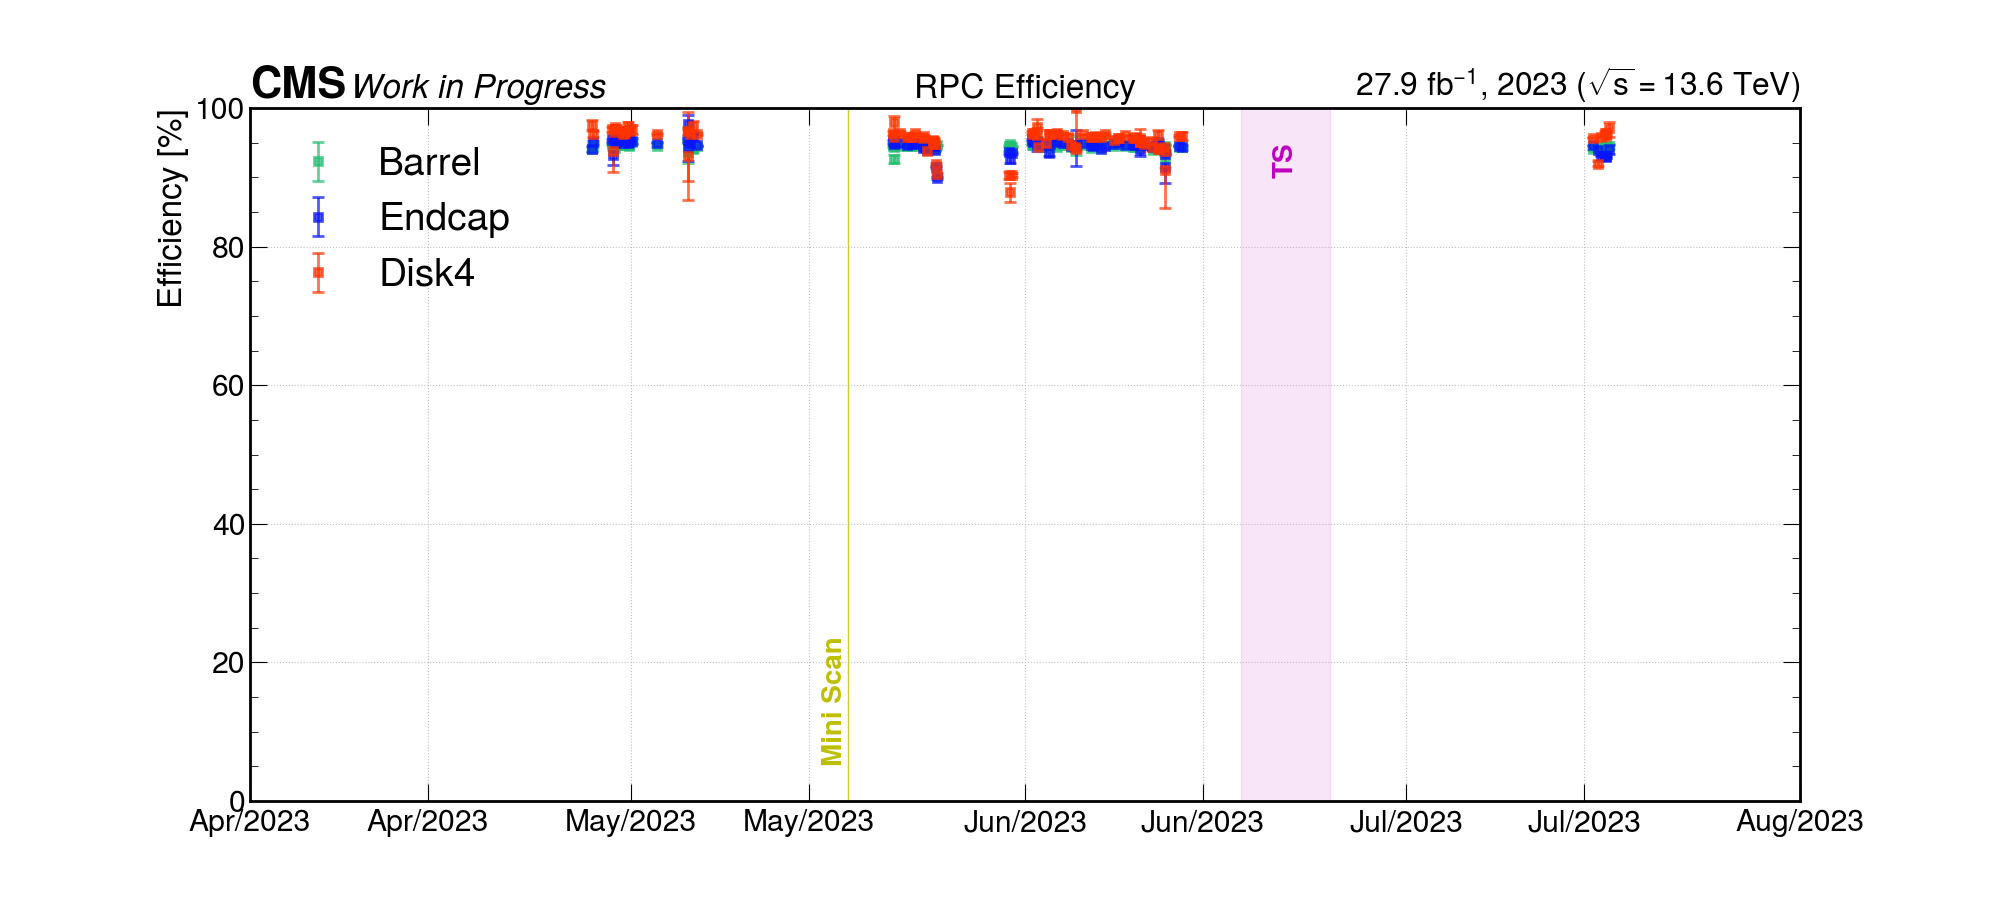 CMS Work in Progress RPC Efficiency 27.9 fb⁻¹, 2023 (√s = 13.6 TeV)
Efficiency [%]
100
80
60
40
20
0
Barrel
Endcap
Disk4
TS
Mini Scan
Apr/2023 Apr/2023 May/2023 May/2023 Jun/2023 Jun/2023 Jul/2023 Jul/2023 Aug/2023